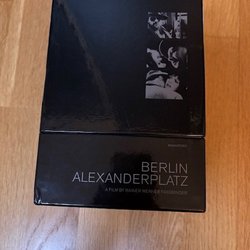 BERLIN
ALEXANDERPLATZ
A FILM BY RAINER WERNER FASSBINDER